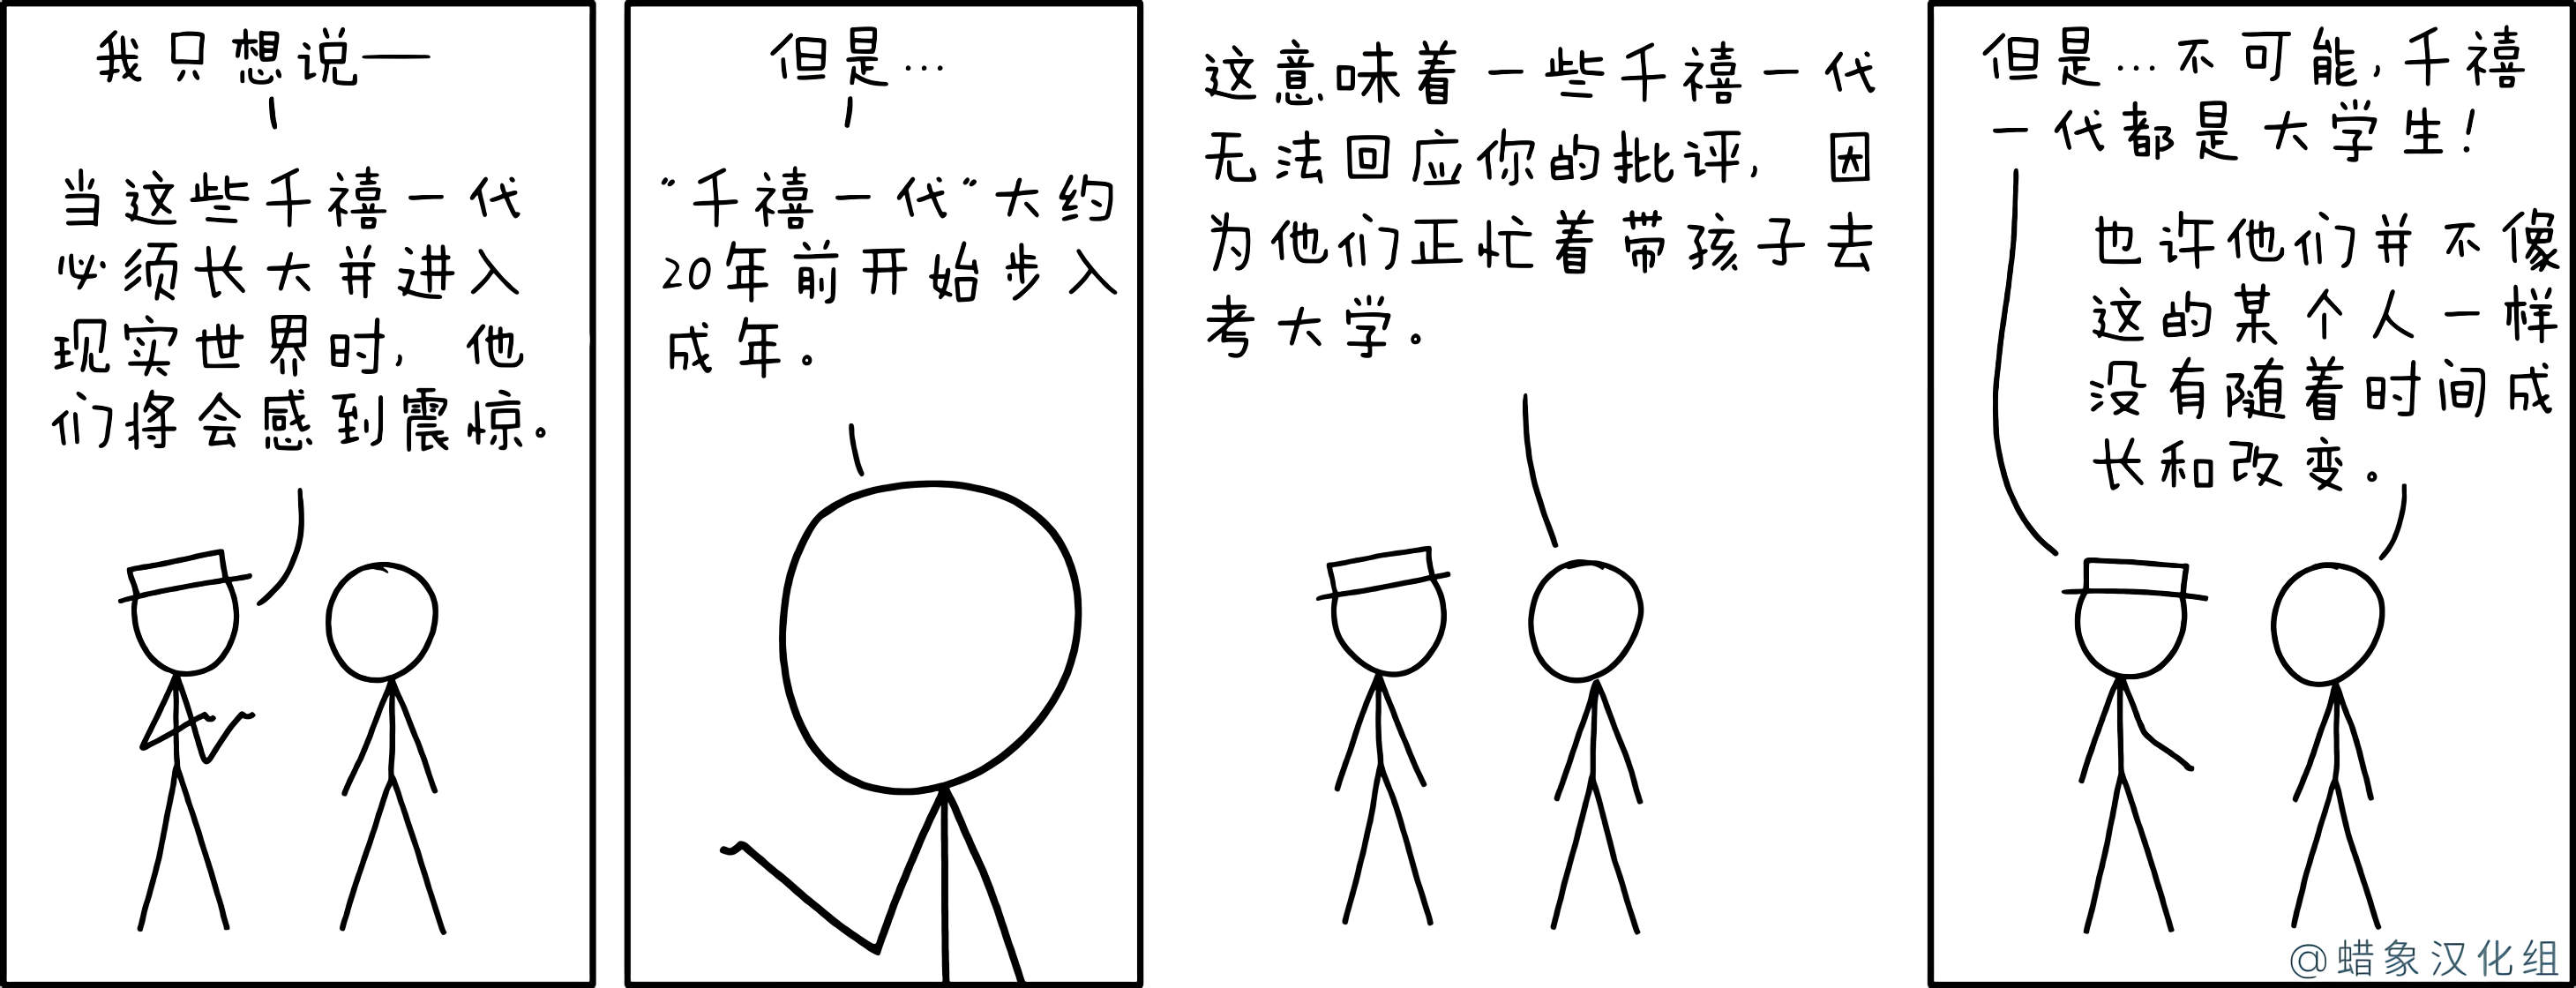 我只想说——
当这些千禧一代
必须长大并进入
现实世界时，他
们将会感到震惊。
但是…
“千禧一代”大约
20年前开始步入
成年。
这意味着一些千禧一代
无法回应你的批评，因
为他们正忙着带孩子去
考大学。
但是…不可能，千禧
一代都是大学生！
也许他们并不像
这的某个人一样
没有随着时间成
长和改变。
@蜡象汉化组